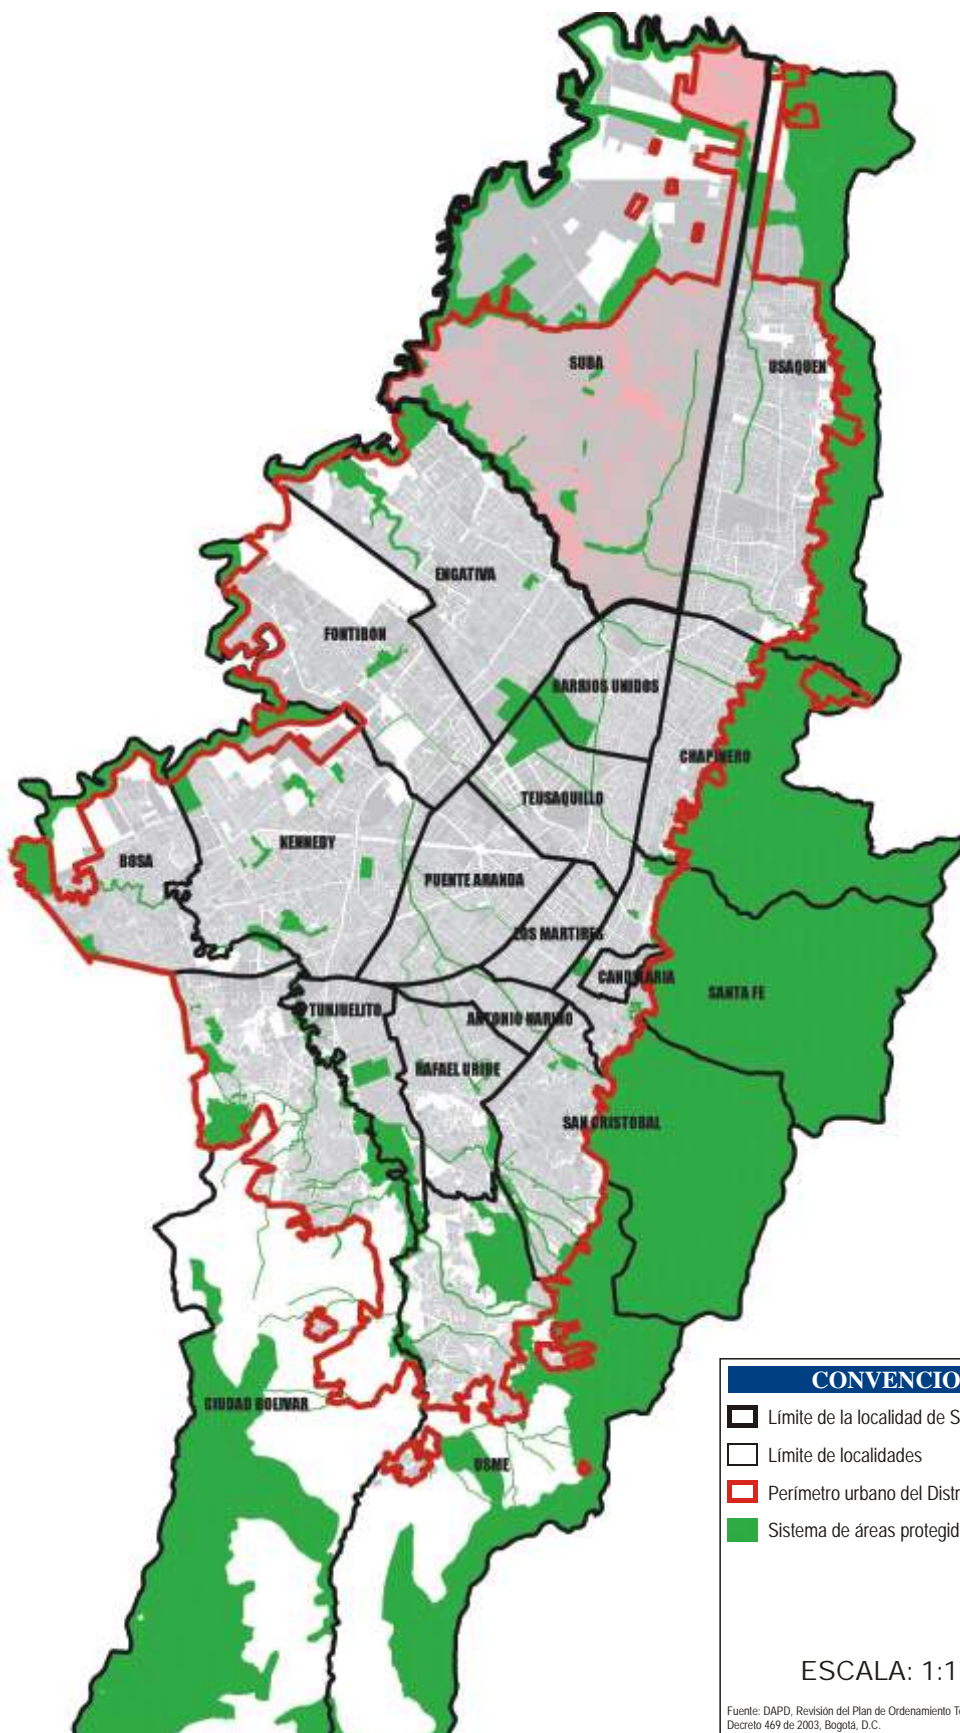 SUBA
USAQUEN
ENGATIVA
FONTIBON
BARRIOS UNIDOS
CHAPINERO
TEUSAQUILLO
KENNEDY
BOSA
PUENTE ARANDA
LOS MARTIRES
CANDELARIA
SANTA FE
TUNJUELITO
ANTONIO NARIÑO
RAFAEL URIBE
SAN CRISTOBAL
CIUDAD BOLIVAR
USME
CONVENCIO
Límite de la localidad de S
Límite de localidades
Perímetro urbano del Distr
Sistema de áreas protegid
ESCALA: 1:1
Fuente: DAPD, Revisión del Plan de Ordenamiento Te
Decreto 469 de 2003, Bogotá, D.C.